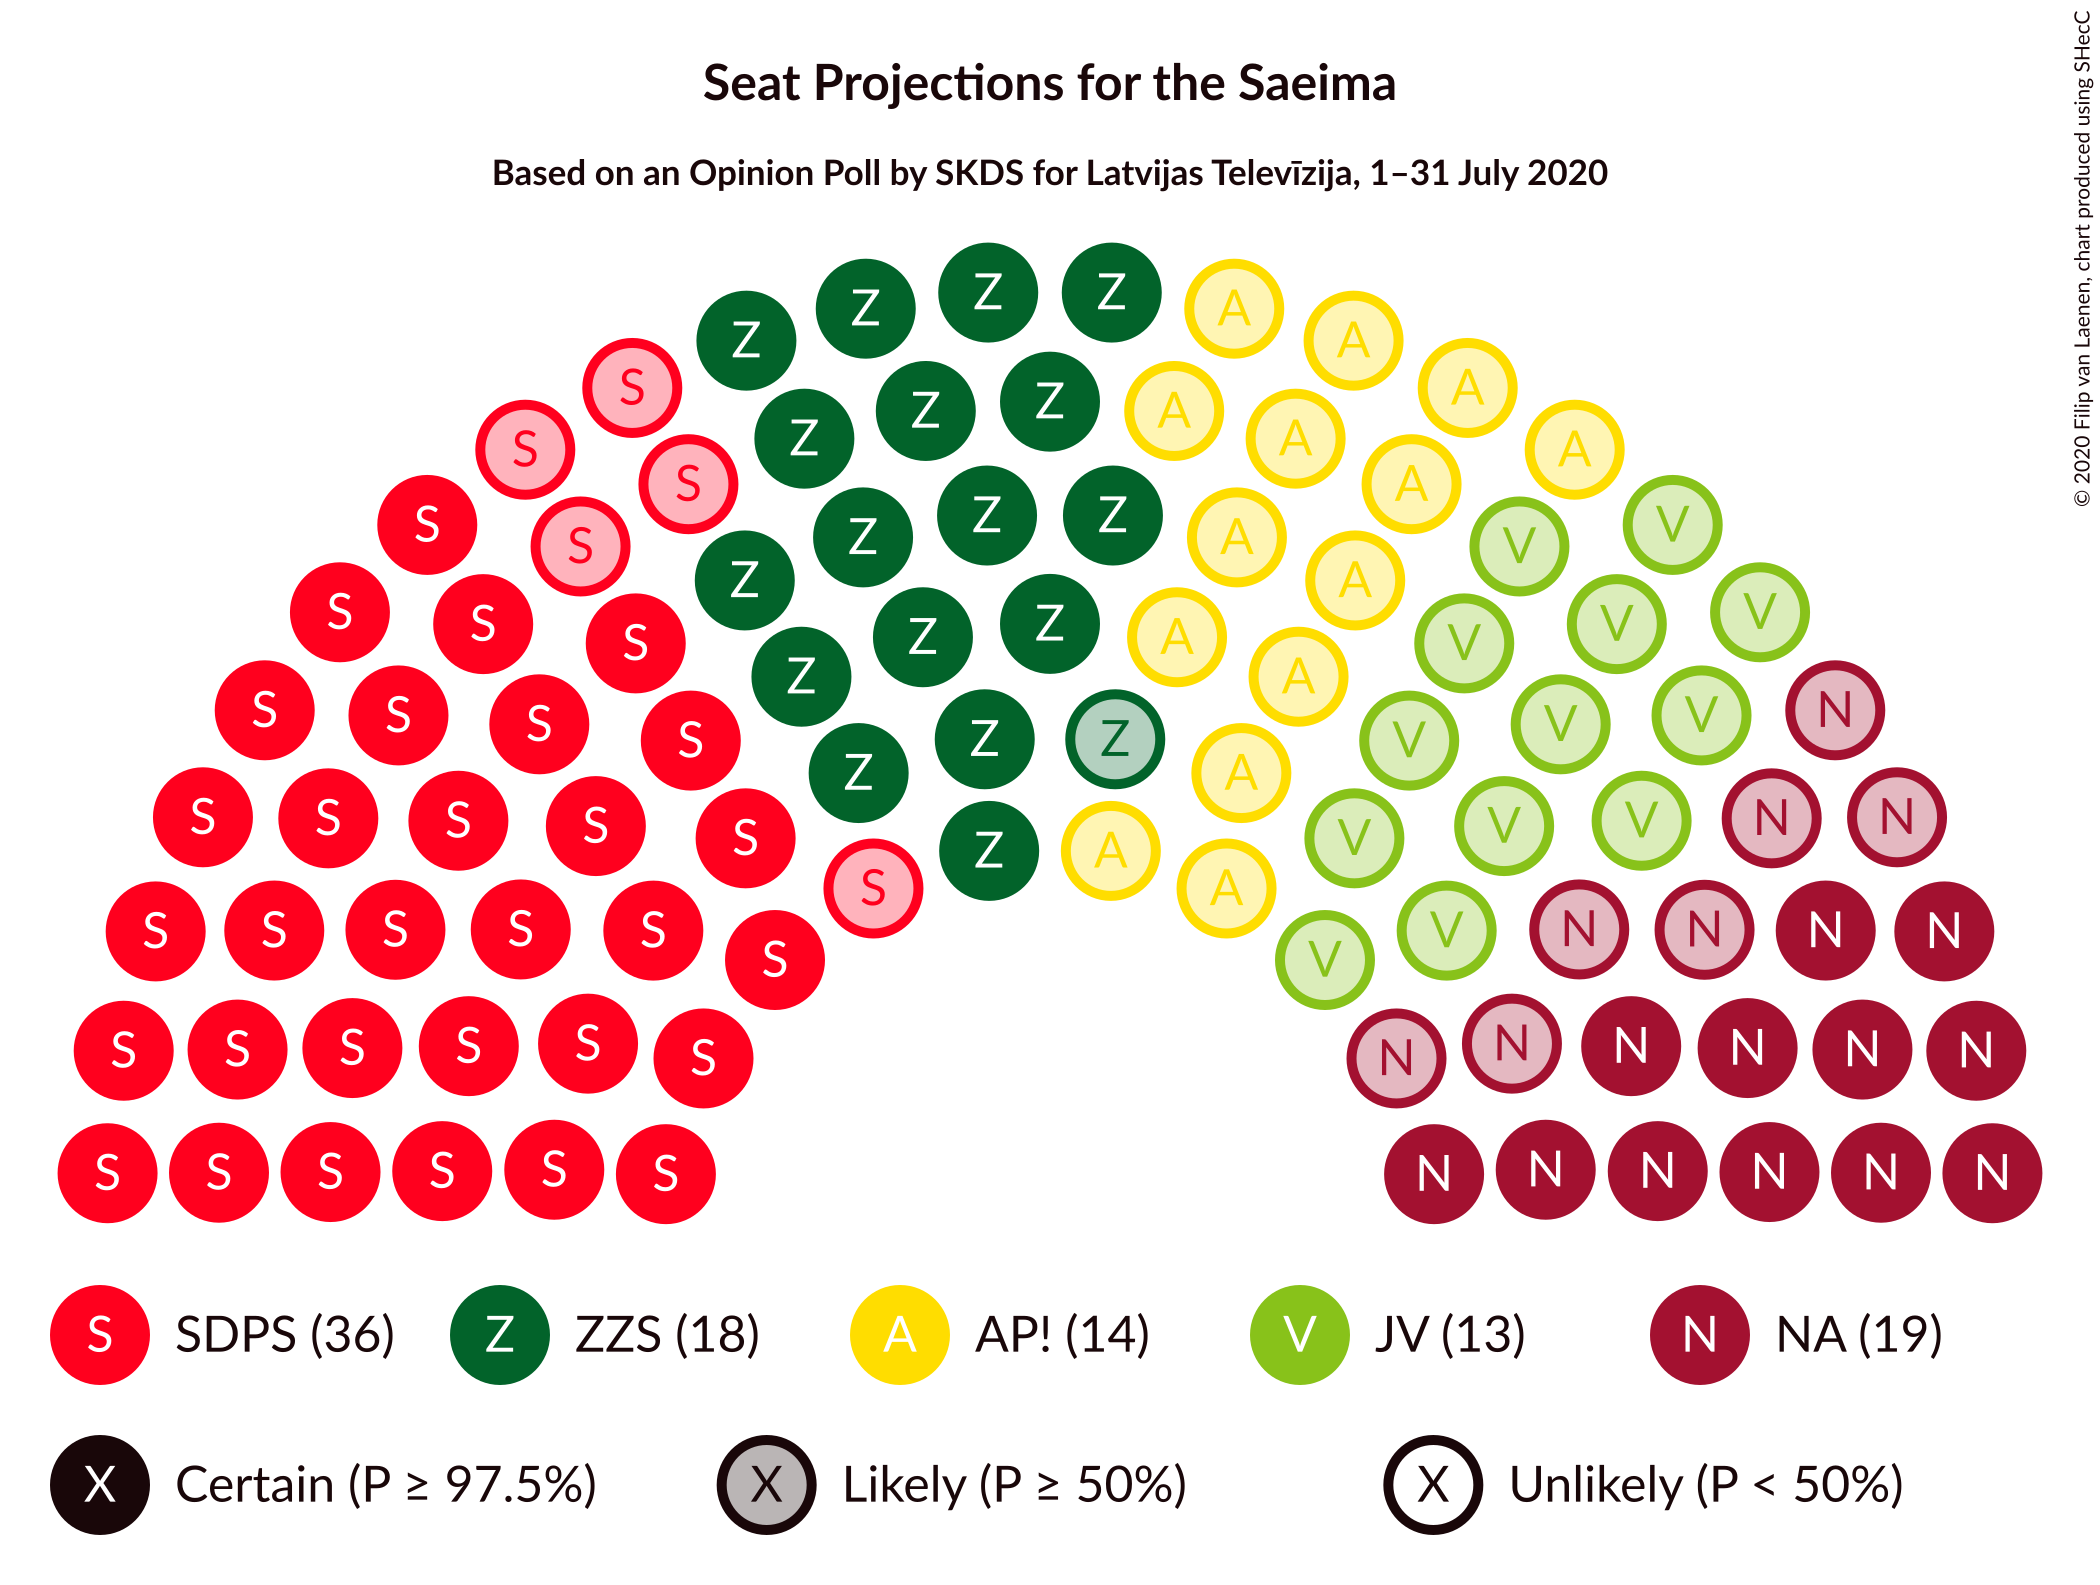 Seat Projections for the Saeima
Based on an Opinion Poll by SKDS for Latvijas Televīzija, 1–31 July 2020
© 2020 Filip van Laenen, chart produced using SHecC
Z Z
Z A
Z A
S A
Z Z A
Z A
S A
S A
Z Z
S V
Z A
S V
Z A
S V
S Z V
Z A
S V
Z A
S N
S V
S V
S Z Z V
Z A
S S S S V V N N
S V
Z A
S A
S S S S S V N N N N
S V
S S S S S N N N N N
S N
S S S S S S N N N N N N
S SDPS (36) Z ZZS (18) A AP! (14) V JV (13) N NA (19)
X Certain (P ≥ 97.5%) X Likely (P ≥ 50%) X Unlikely (P < 50%)